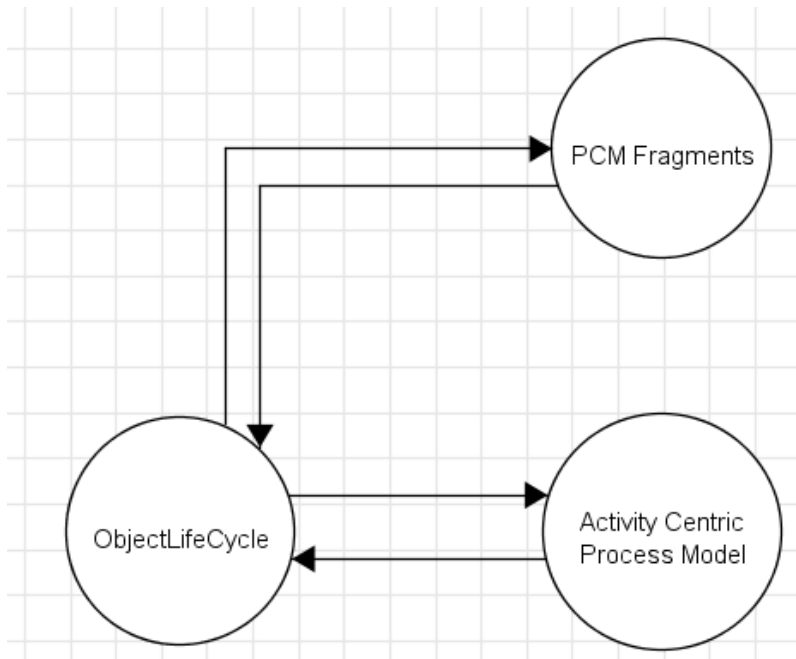 PCM Fragments
ObjectLifeCycle
Activity Centric
Process Model